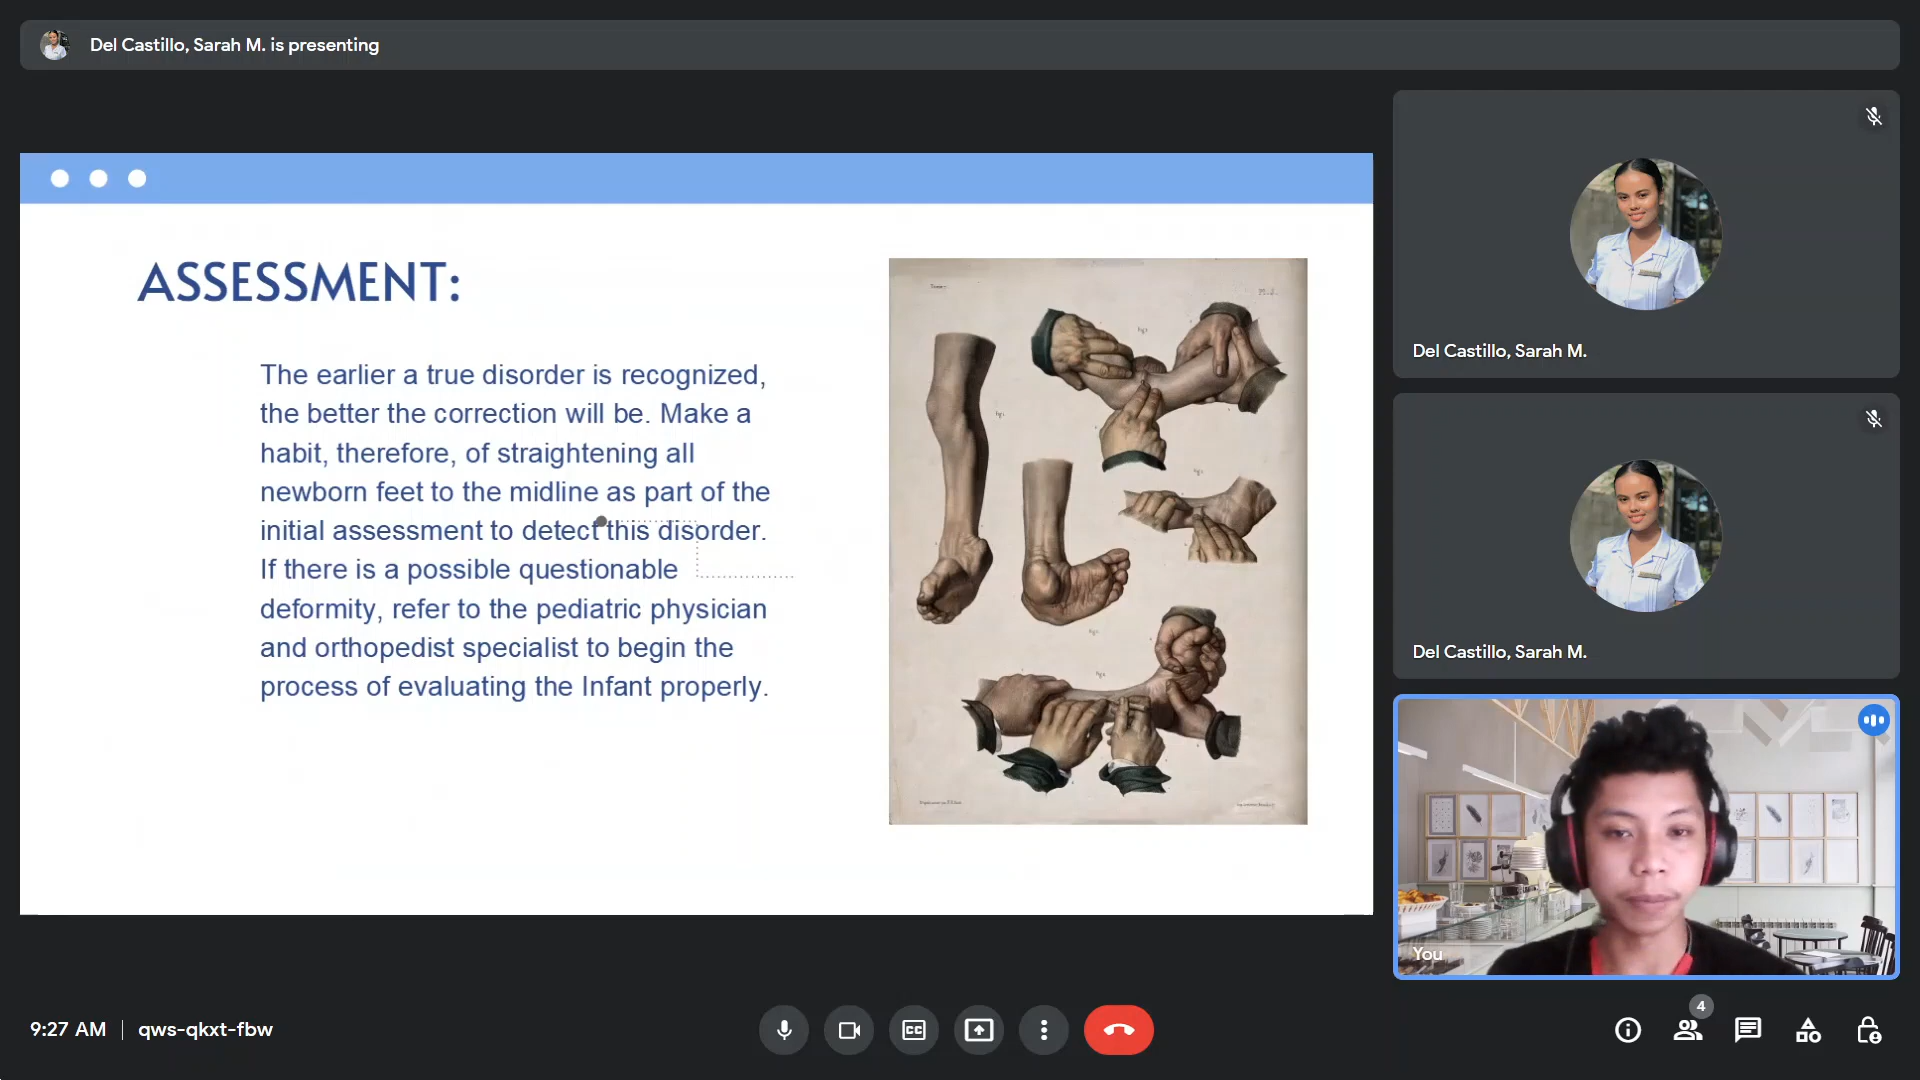 Del Castillo, Sarah M. is presenting
ASSESSMENT:
The earlier a true disorder is recognized,
the better the correction will be. Make a
habit, therefore, of straightening all
newborn feet to the midline as part of the
initial assessment to detect this disorder.
If there is a possible questionable
deformity, refer to the pediatric physician
and orthopedist specialist to begin the
process of evaluating the Infant properly.
Del Castillo, Sarah M.
Del Castillo, Sarah M.
You
9:27 AM | qws-qkxt-fbw
CC
4